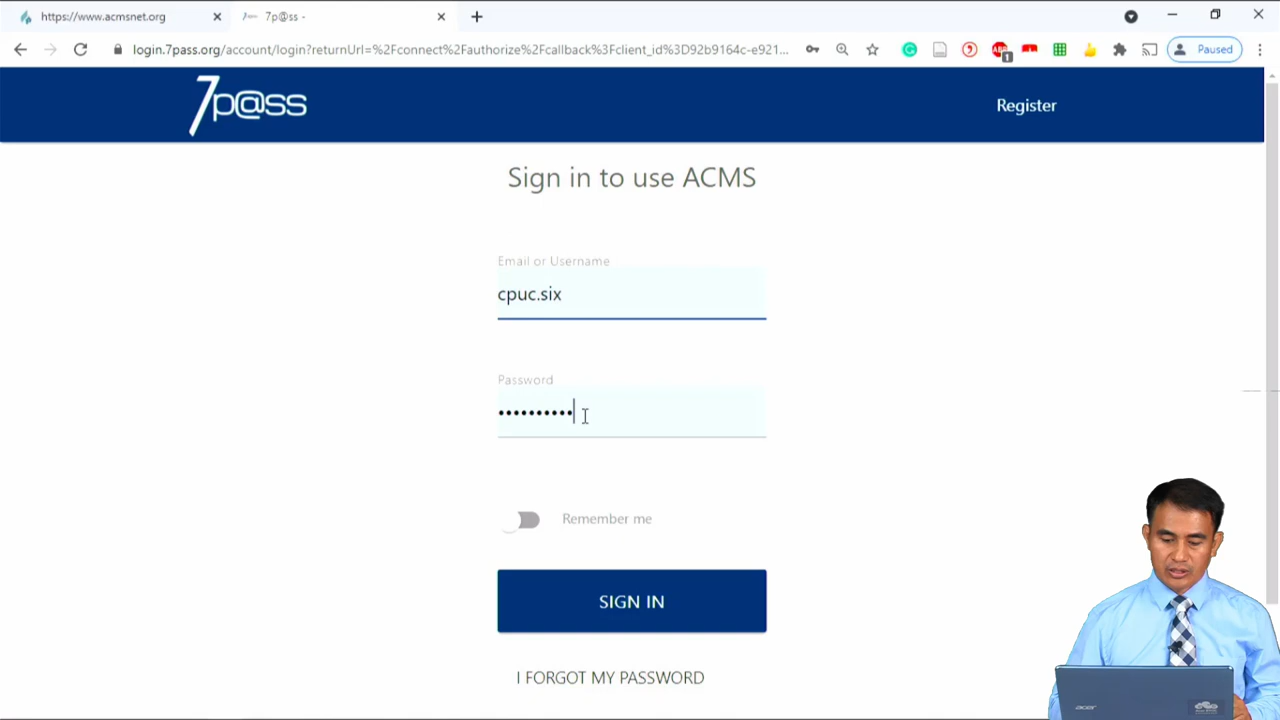 https://www.acmsnet.org
7p@ss -
login.7pass.org/account/login?returnUrl=%2Fconnect%2Fauthorize%2Fcallback%3Fclient_id%3D92b9164c-e921...
1
Paused
7p@ss
Register
Sign in to use ACMS
Email or Username
cpuc.six
Password
••••••••••
Remember me
SIGN IN
I FORGOT MY PASSWORD
acer